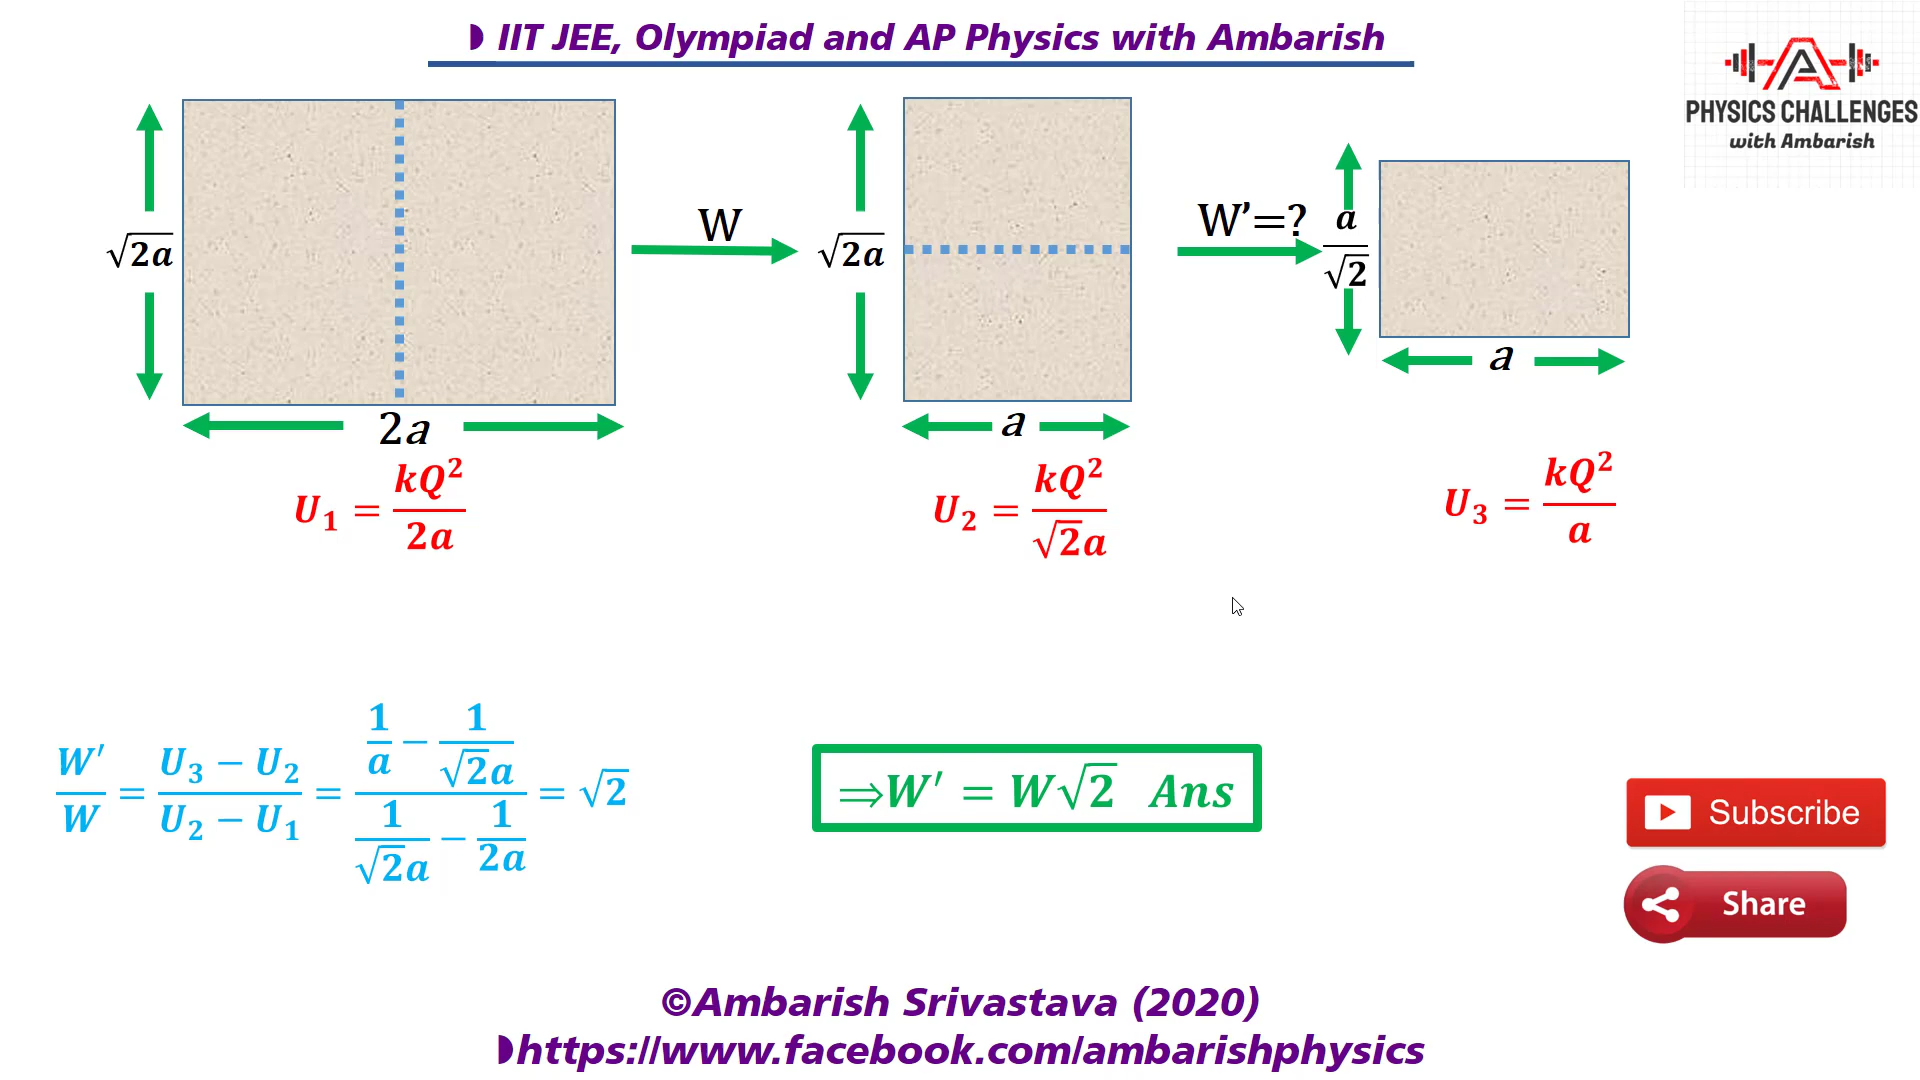 ◗ IIT JEE, Olympiad and AP Physics with Ambarish
PHYSICS CHALLENGES
with Ambarish
√2a
W
√2a
W’=?
a/√2
2a
a
a
U₁ = kQ²/2a
U₂ = kQ²/√2a
U₃ = kQ²/a
W′/W = (U₃ − U₂)/(U₂ − U₁) = (1/a − 1/√2a)/(1/√2a − 1/2a) = √2
⇒W′ = W√2 Ans
Subscribe
Share
©Ambarish Srivastava (2020)
◗https://www.facebook.com/ambarishphysics